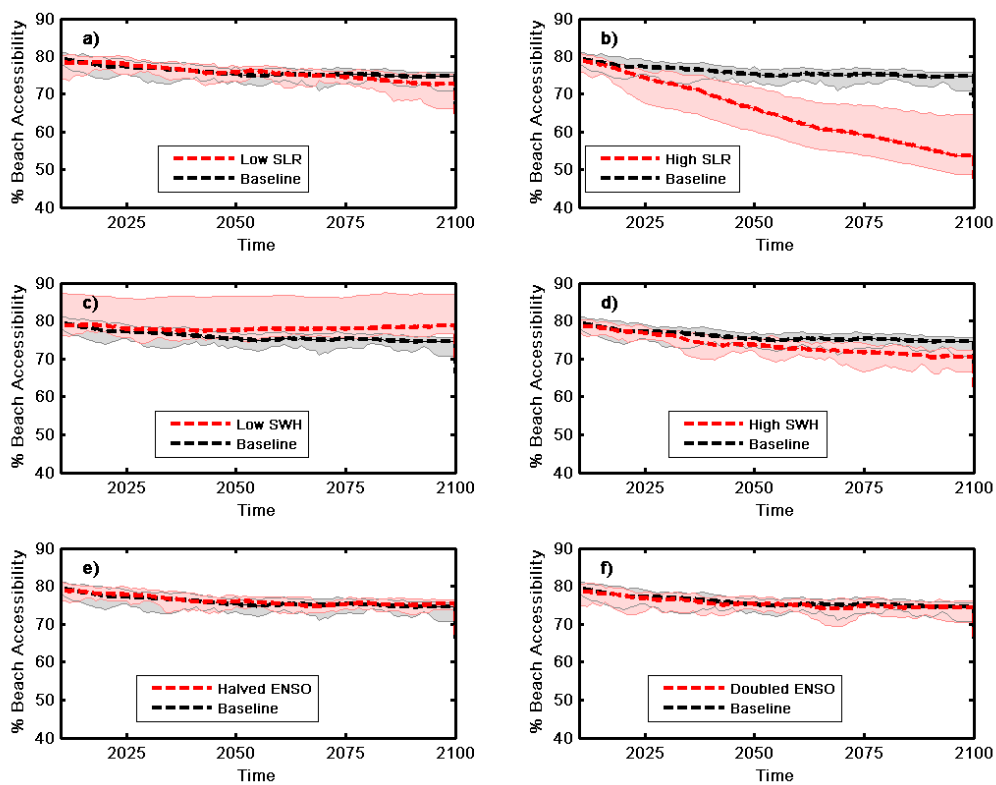 90
80
70
60
50
40
% Beach Accessibility
a)
Low SLR
Baseline
2025 2050 2075 2100
Time
90
80
70
60
50
40
% Beach Accessibility
b)
High SLR
Baseline
2025 2050 2075 2100
Time
90
80
70
60
50
40
% Beach Accessibility
c)
Low SWH
Baseline
2025 2050 2075 2100
Time
90
80
70
60
50
40
% Beach Accessibility
d)
High SWH
Baseline
2025 2050 2075 2100
Time
90
80
70
60
50
40
% Beach Accessibility
e)
Halved ENSO
Baseline
2025 2050 2075 2100
Time
90
80
70
60
50
40
% Beach Accessibility
f)
Doubled ENSO
Baseline
2025 2050 2075 2100
Time